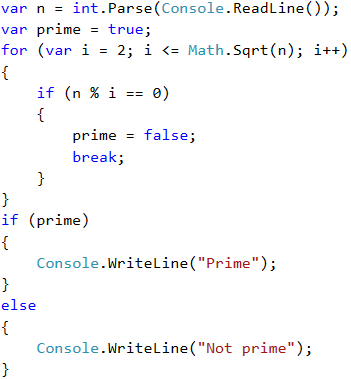 var n = int.Parse(Console.ReadLine());
var prime = true;
for (var i = 2; i <= Math.Sqrt(n); i++)
{
    if (n % i == 0)
    {
        prime = false;
        break;
    }
}
if (prime)
{
    Console.WriteLine("Prime");
}
else
{
    Console.WriteLine("Not prime");
}